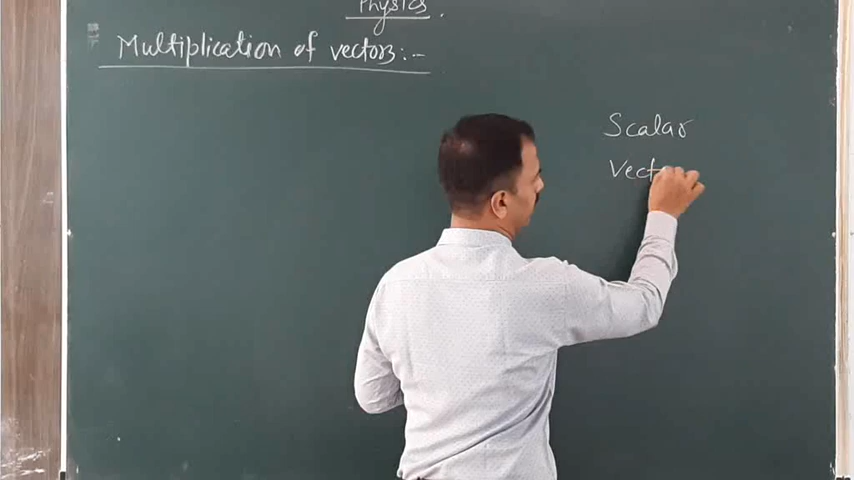 Physics.
Multiplication of vectors:-
Scalar
Vect